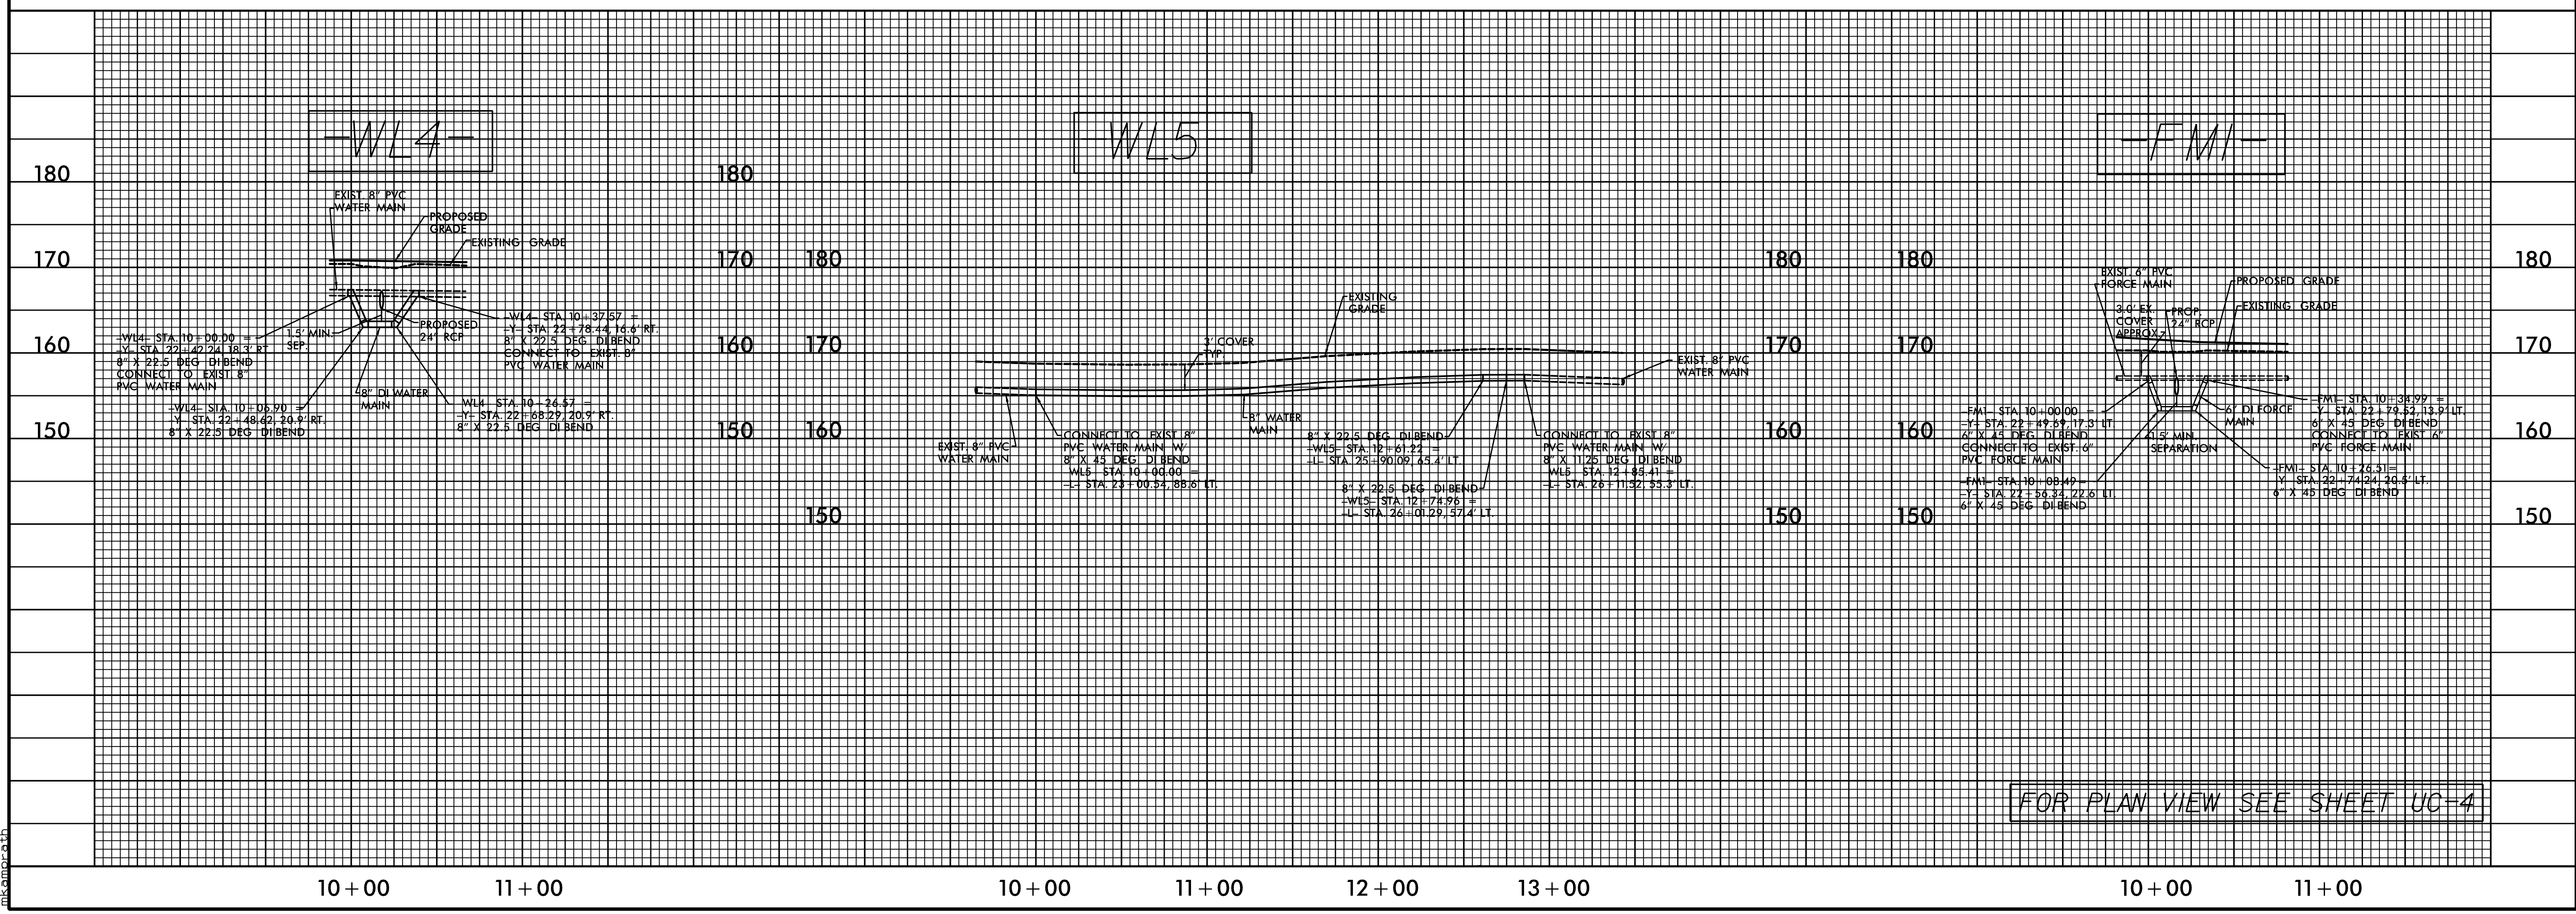 -WL4-
180
170
160
150
EXIST. 8" PVC
WATER MAIN
PROPOSED
GRADE
EXISTING GRADE
-WL4- STA. 10+00.00 =
-Y- STA. 22+42.24, 18.3' RT.
8" X 22.5 DEG DI BEND
CONNECT TO EXIST. 8"
PVC WATER MAIN
1.5' MIN.
SEP.
PROPOSED
24" RCP
-WL4- STA. 10+37.57 =
-Y- STA. 22+78.44, 16.6' RT.
8" X 22.5 DEG DI BEND
CONNECT TO EXIST. 8"
PVC WATER MAIN
-WL4- STA. 10+06.90 =
-Y- STA. 22+48.62, 20.9' RT.
8" X 22.5 DEG DI BEND
8" DI WATER
MAIN
-WL4- STA. 10+26.57 =
-Y- STA. 22+68.29, 20.9' RT.
8" X 22.5 DEG DI BEND
180
170
160
150
10+00
11+00
WL5
180
170
160
150
EXISTING
GRADE
3' COVER
TYP.
EXIST. 8" PVC
WATER MAIN
EXIST. 8" PVC
WATER MAIN
CONNECT TO EXIST. 8"
PVC WATER MAIN W/
8" X 45 DEG DI BEND
-WL5- STA. 10+00.00 =
-L- STA. 23+00.54, 88.6' LT.
8" WATER
MAIN
8" X 22.5 DEG DI BEND
-WL5- STA. 12+61.22 =
-L- STA. 25+90.09, 65.4' LT
8" X 22.5 DEG DI BEND
-WL5- STA. 12+74.96 =
-L- STA. 26+01.29, 57.4' LT.
CONNECT TO EXIST. 8"
PVC WATER MAIN W/
8" X 11.25 DEG DI BEND
-WL5- STA. 12+85.41 =
-L- STA. 26+11.52, 55.3' LT.
180
170
160
150
10+00
11+00
12+00
13+00
-FM1-
180
170
160
150
EXIST. 6" PVC
FORCE MAIN
3.0' EX.
COVER
APPROX.
PROP.
24" RCP
PROPOSED GRADE
EXISTING GRADE
-FM1- STA. 10+00.00 =
-Y- STA. 22+49.69, 17.3' LT.
6" X 45 DEG DI BEND
CONNECT TO EXIST. 6"
PVC FORCE MAIN
-FM1- STA. 10+08.49=
-Y- STA. 22+56.34, 22.6' LT.
6" X 45 DEG DI BEND
1.5' MIN.
SEPARATION
6" DI FORCE
MAIN
-FM1- STA. 10+34.99 =
-Y- STA. 22+79.52, 13.9' LT.
6" X 45 DEG DI BEND
CONNECT TO EXIST. 6"
PVC FORCE MAIN
-FM1- STA. 10+26.51=
-Y- STA. 22+74.24, 20.5' LT.
6" X 45 DEG DI BEND
180
170
160
150
10+00
11+00
FOR PLAN VIEW SEE SHEET UC-4
mkamprath